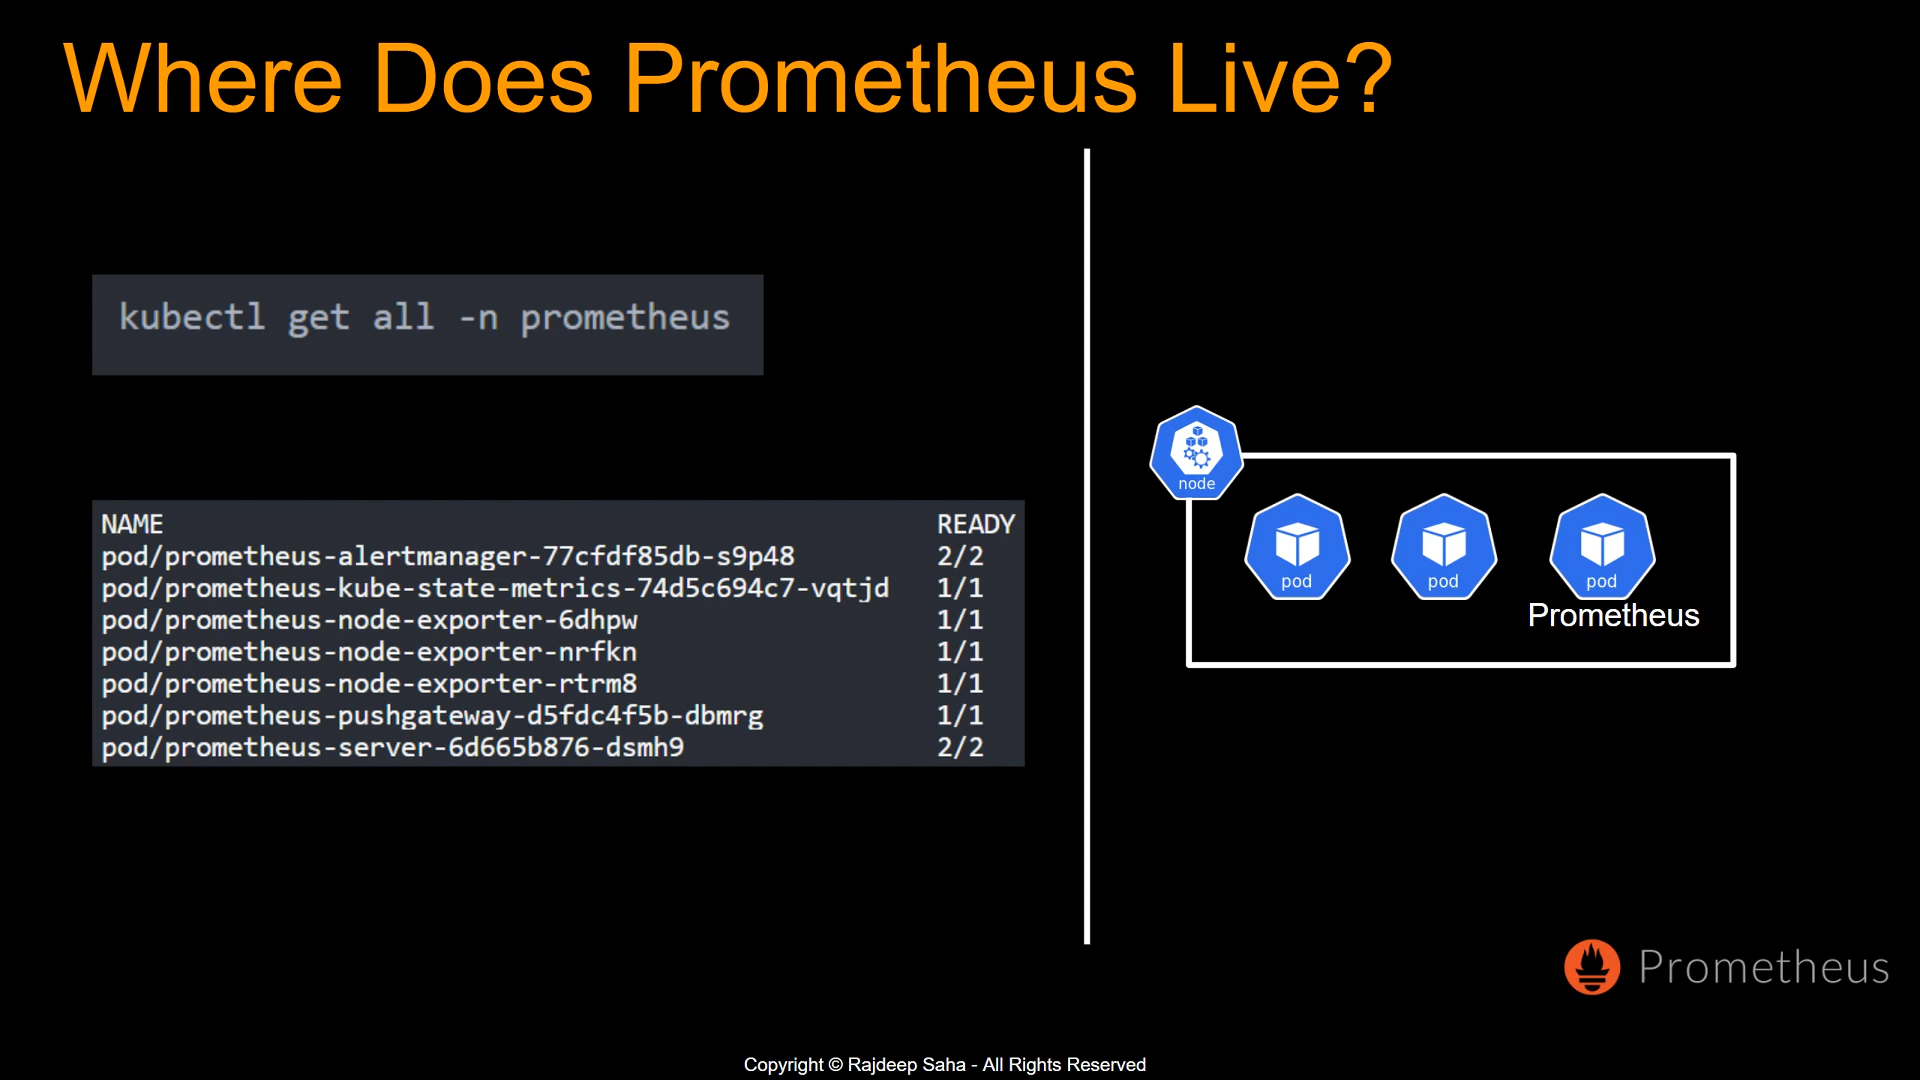 Where Does Prometheus Live?
kubectl get all -n prometheus
NAME READY
pod/prometheus-alertmanager-77cfdf85db-s9p48 2/2
pod/prometheus-kube-state-metrics-74d5c694c7-vqtjd 1/1
pod/prometheus-node-exporter-6dhpw 1/1
pod/prometheus-node-exporter-nrfkn 1/1
pod/prometheus-node-exporter-rtrm8 1/1
pod/prometheus-pushgateway-d5fdc4f5b-dbmrg 1/1
pod/prometheus-server-6d665b876-dsmh9 2/2
node
pod pod pod
Prometheus
Prometheus
Copyright © Rajdeep Saha - All Rights Reserved